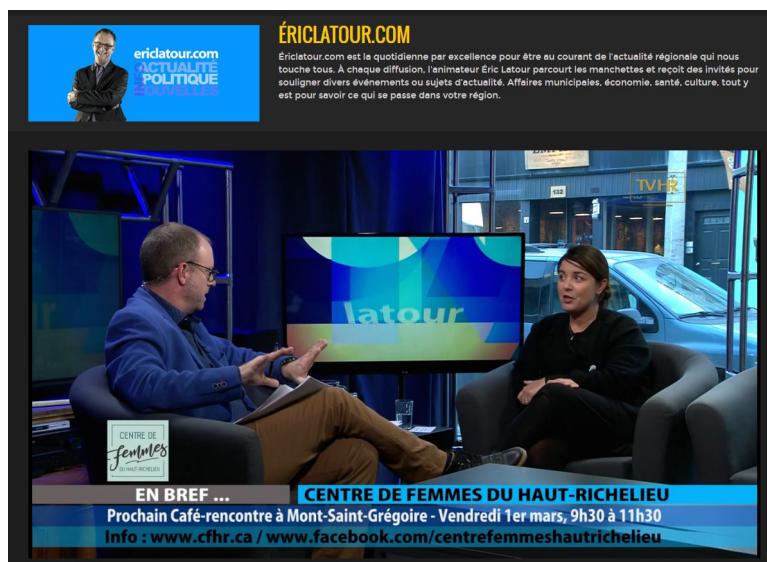 ÉRICLATOUR.COM
Ériclatour.com est la quotidienne par excellence pour être au courant de l'actualité régionale qui nous
touche tous. À chaque diffusion, l'animateur Éric Latour parcourt les manchettes et reçoit des invités pour
souligner divers événements ou sujets d'actualité. Affaires municipales, économie, santé, culture, tout y
est pour savoir ce qui se passe dans votre région.
ericlatour.com
INFO ACTUALITÉ
POLITIQUE
NOUVELLES
132
TVHR
latour
CENTRE DE
femmes
DU HAUT-RICHELIEU
EN BREF ...
CENTRE DE FEMMES DU HAUT-RICHELIEU
Prochain Café-rencontre à Mont-Saint-Grégoire - Vendredi 1er mars, 9h30 à 11h30
Info : www.cfhr.ca / www.facebook.com/centrefemmeshautrichelieu